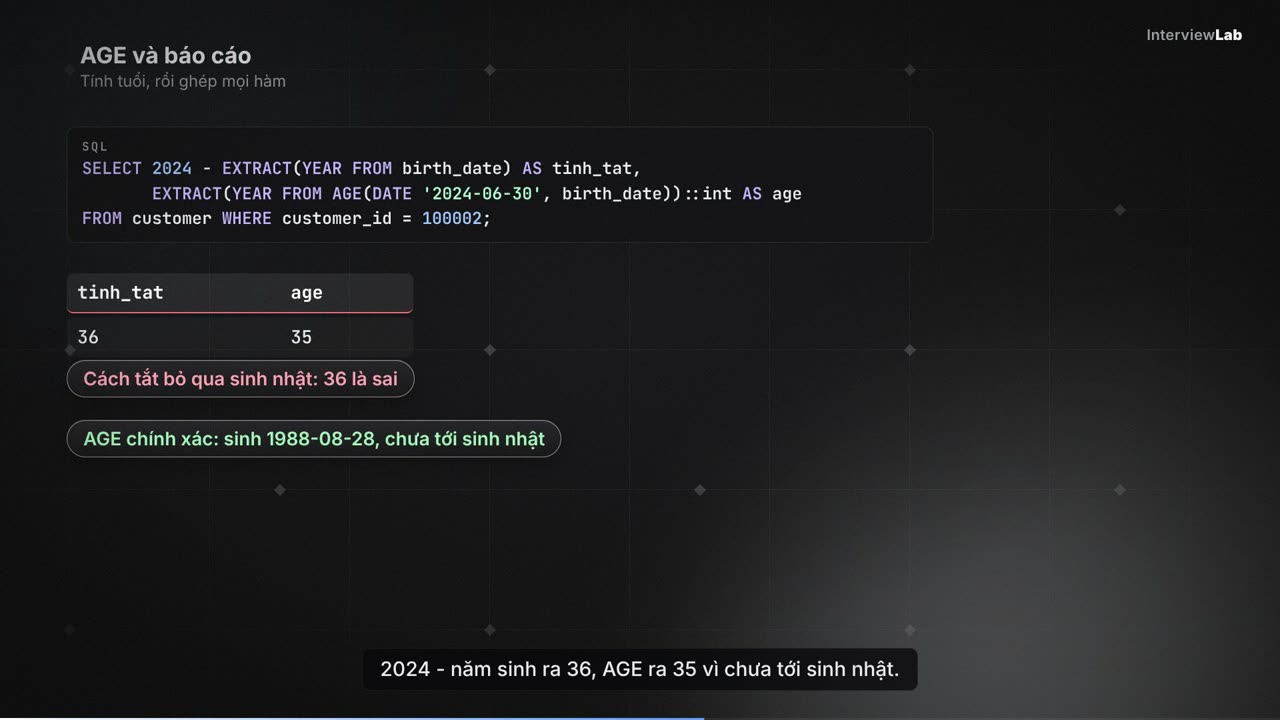 AGE và báo cáo
InterviewLab
Tính tuổi, rồi ghép mọi hàm
SQL
SELECT 2024 - EXTRACT(YEAR FROM birth_date) AS tinh_tat,
EXTRACT(YEAR FROM AGE(DATE '2024-06-30', birth_date))::int AS age
FROM customer WHERE customer_id = 100002;
tinh_tat age
36 35
Cách tắt bỏ qua sinh nhật: 36 là sai
AGE chính xác: sinh 1988-08-28, chưa tới sinh nhật
2024 - năm sinh ra 36, AGE ra 35 vì chưa tới sinh nhật.